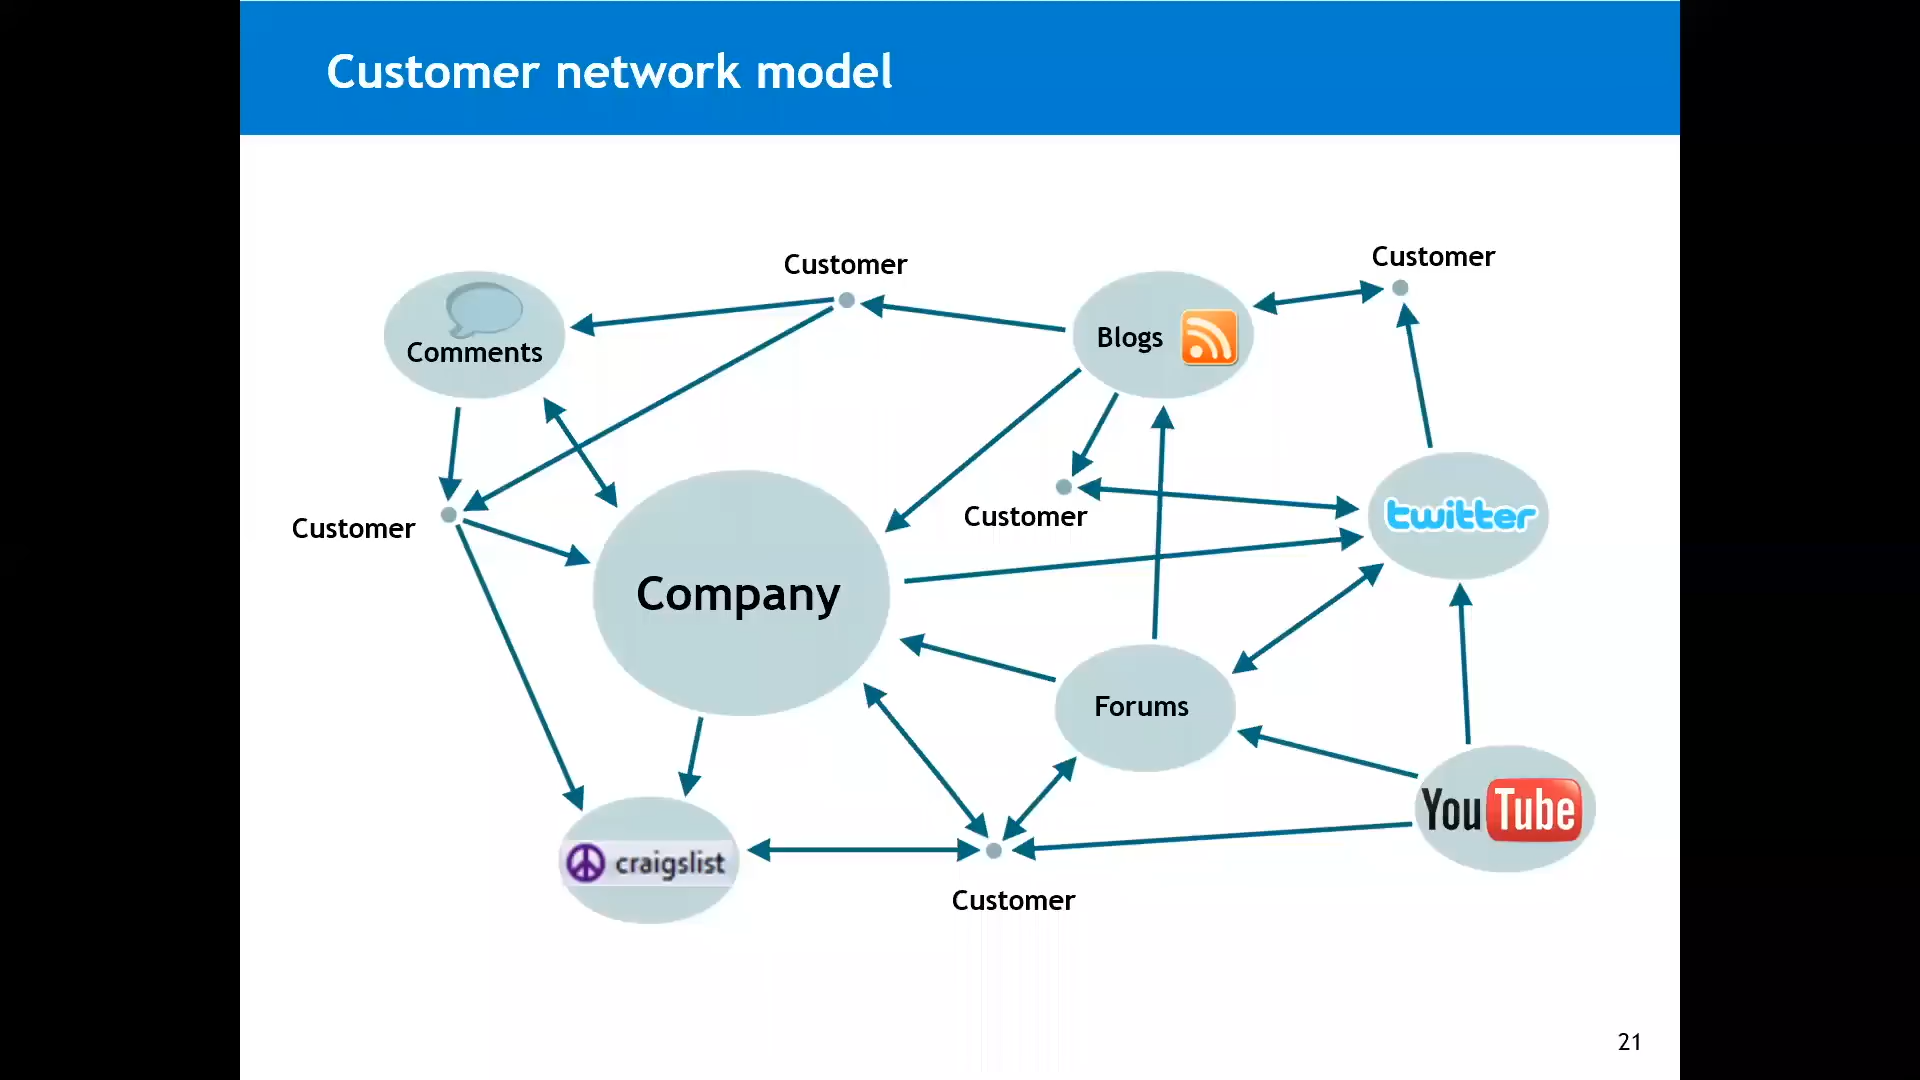 Customer network model
Customer
Customer
Comments
Blogs
Customer
Customer
twitter
Company
Forums
YouTube
craigslist
Customer
21